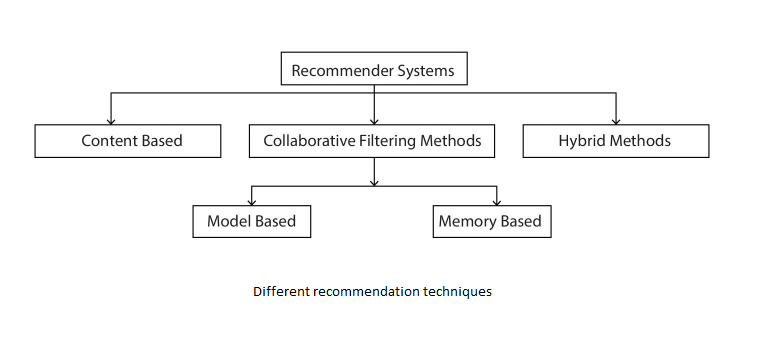 Recommender Systems
Content Based
Collaborative Filtering Methods
Hybrid Methods
Model Based
Memory Based
Different recommendation techniques